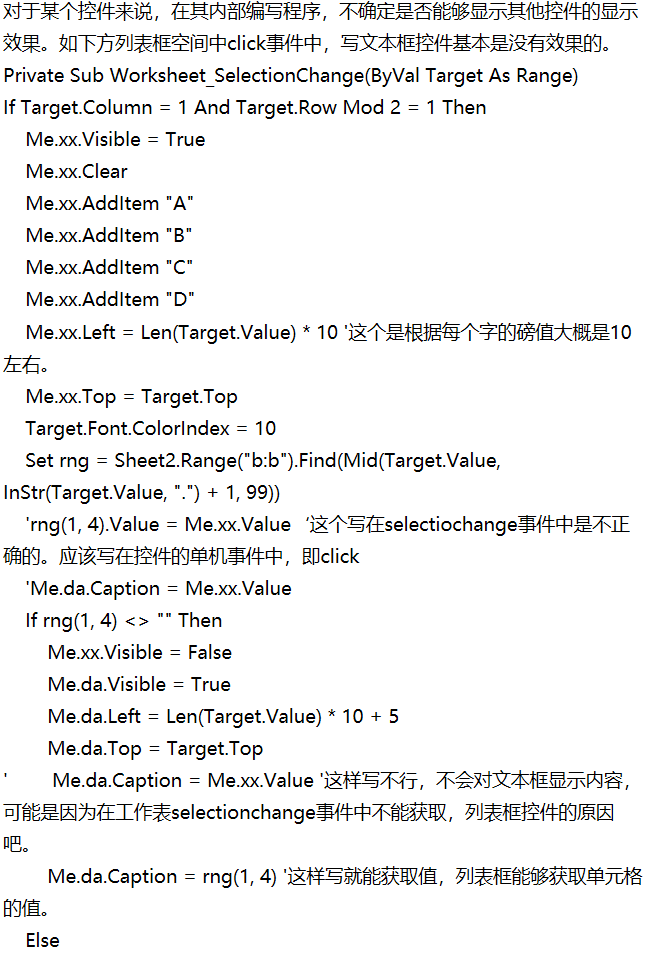 对于某个控件来说，在其内部编写程序，不确定是否能够显示其他控件的显示
效果。如下方列表框空间中click事件中，写文本框控件基本是没有效果的。
Private Sub Worksheet_SelectionChange(ByVal Target As Range)
If Target.Column = 1 And Target.Row Mod 2 = 1 Then
    Me.xx.Visible = True
    Me.xx.Clear
    Me.xx.AddItem "A"
    Me.xx.AddItem "B"
    Me.xx.AddItem "C"
    Me.xx.AddItem "D"
    Me.xx.Left = Len(Target.Value) * 10 '这个是根据每个字的磅值大概是10
左右。
    Me.xx.Top = Target.Top
    Target.Font.ColorIndex = 10
    Set rng = Sheet2.Range("b:b").Find(Mid(Target.Value,
InStr(Target.Value, ".") + 1, 99))
    'rng(1, 4).Value = Me.xx.Value ‘这个写在selectiochange事件中是不正
确的。应该写在控件的单机事件中，即click
    'Me.da.Caption = Me.xx.Value
    If rng(1, 4) <> "" Then
        Me.xx.Visible = False
        Me.da.Visible = True
        Me.da.Left = Len(Target.Value) * 10 + 5
        Me.da.Top = Target.Top
'        Me.da.Caption = Me.xx.Value '这样写不行，不会对文本框显示内容，
可能是因为在工作表selectionchange事件中不能获取，列表框控件的原因
吧。
        Me.da.Caption = rng(1, 4) '这样写就能获取值，列表框能够获取单元格
的值。
    Else